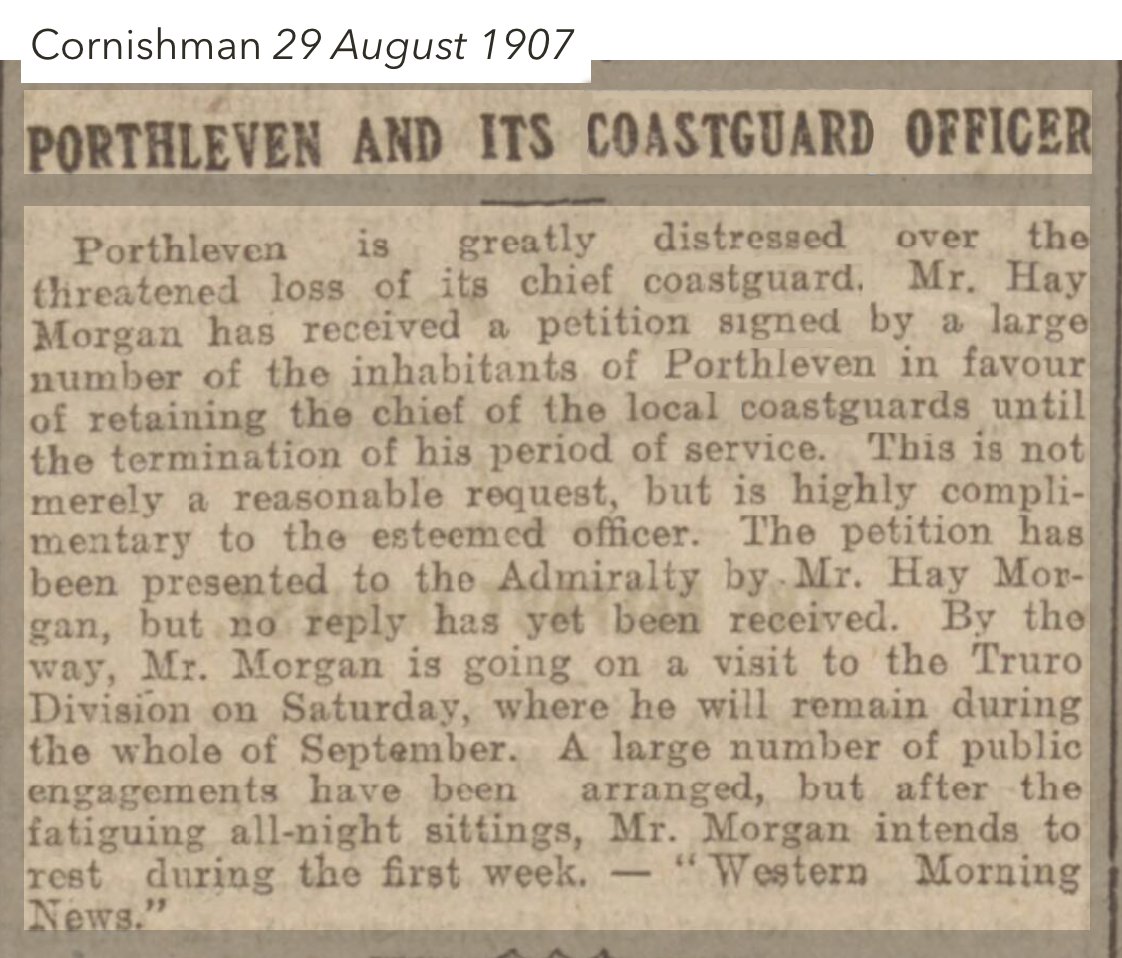 Cornishman 29 August 1907
PORTHLEVEN AND ITS COASTGUARD OFFICER
Porthleven is greatly distressed over the
threatened loss of its chief coastguard. Mr. Hay
Morgan has received a petition signed by a large
number of the inhabitants of Porthleven in favour
of retaining the chief of the local coastguards until
the termination of his period of service. This is not
merely a reasonable request, but is highly compli-
mentary to the esteemed officer. The petition has
been presented to the Admiralty by Mr. Hay Mor-
gan, but no reply has yet been received. By the
way, Mr. Morgan is going on a visit to the Truro
Division on Saturday, where he will remain during
the whole of September. A large number of public
engagements have been arranged, but after the
fatiguing all-night sittings, Mr. Morgan intends to
rest during the first week. — “Western Morning
News.”